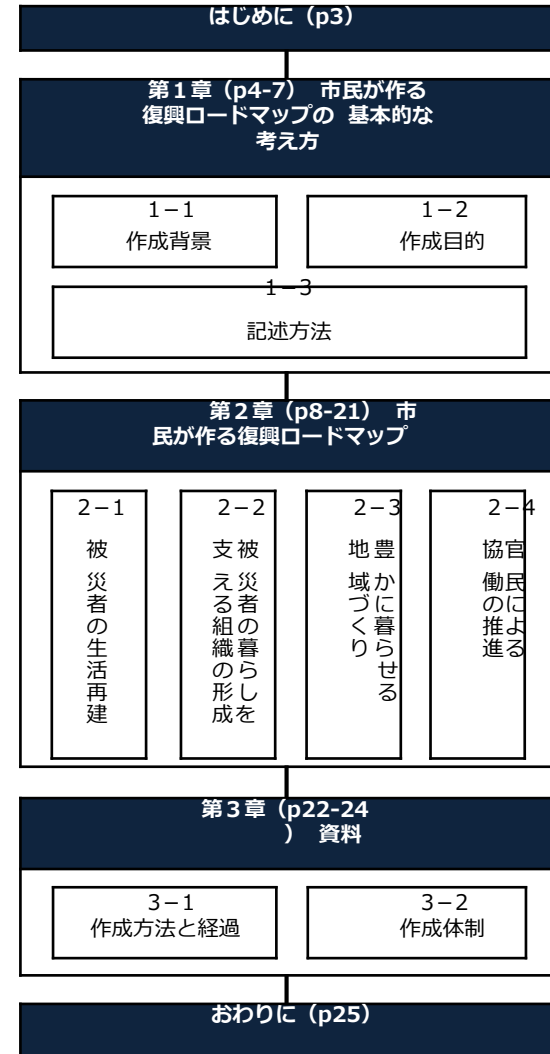 はじめに（p3）
第１章（p4-7） 市民が作る
復興ロードマップの 基本的な
考え方
１－１
作成背景
１－２
作成目的
１－３
記述方法
第２章（p8-21） 市
民が作る復興ロードマップ
２－１
被災者の生活再建
２－２
被災者の暮らしを
支える組織の形成
２－３
豊かに暮らせる
地域づくり
２－４
官民による
協働の推進
第３章（p22-24
） 資料
３－１
作成方法と経過
３－２
作成体制
おわりに（p25）